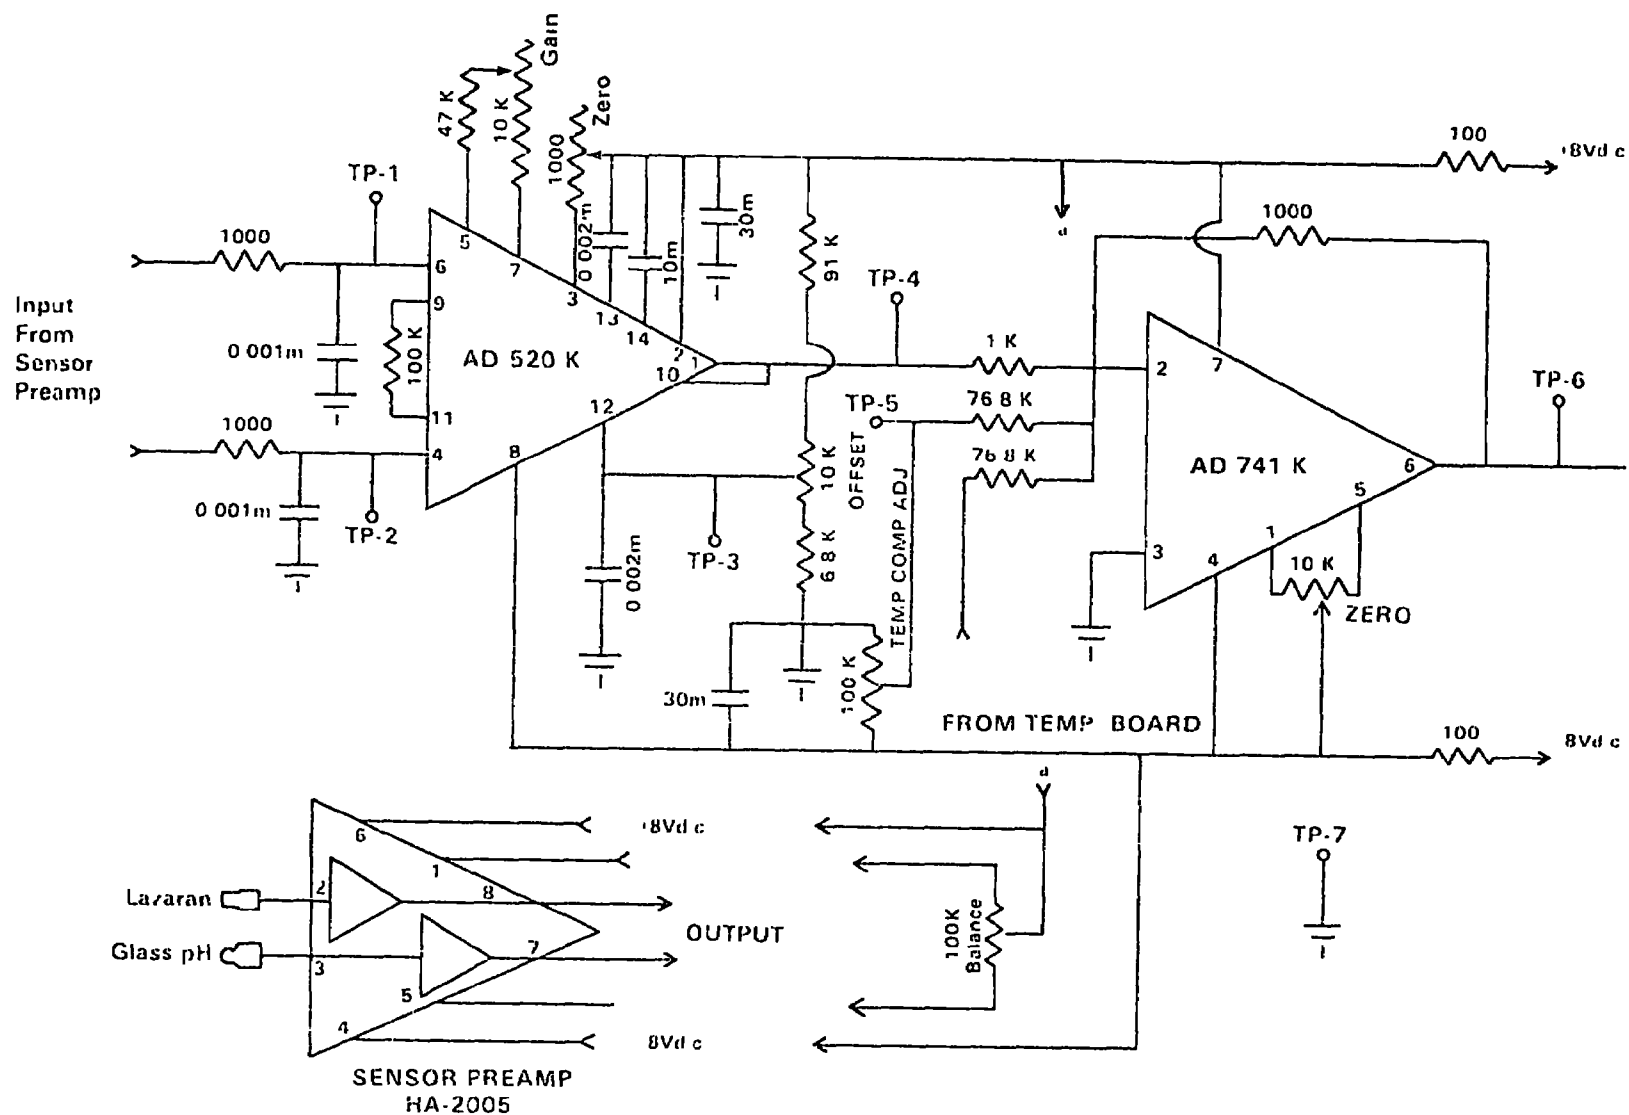 Gain
Zero
47 K
10 K
1000
100
+8Vd c
TP-1
1000
0 002m
10m
30m
91 K
d
1000
5
7
3
13
14
2
1
10
12
8
6
9
11
4
Input
From
Sensor
Preamp
0 001m
100 K
AD 520 K
TP-4
1 K
2
7
TP-6
1000
TP-5
76 8 K
76 8 K
OFFSET
TEMP COMP ADJ
10 K
AD 741 K
6
5
0 001m
TP-2
TP-3
6 8 K
0 002m
3
4
1
10 K
ZERO
30m
100 K
FROM TEMP BOARD
100
8Vd c
d
6
+8Vd c
TP-7
1
Lazaran
2
8
OUTPUT
100K
Balance
Glass pH
3
7
5
4
8Vd c
SENSOR PREAMP
HA-2005